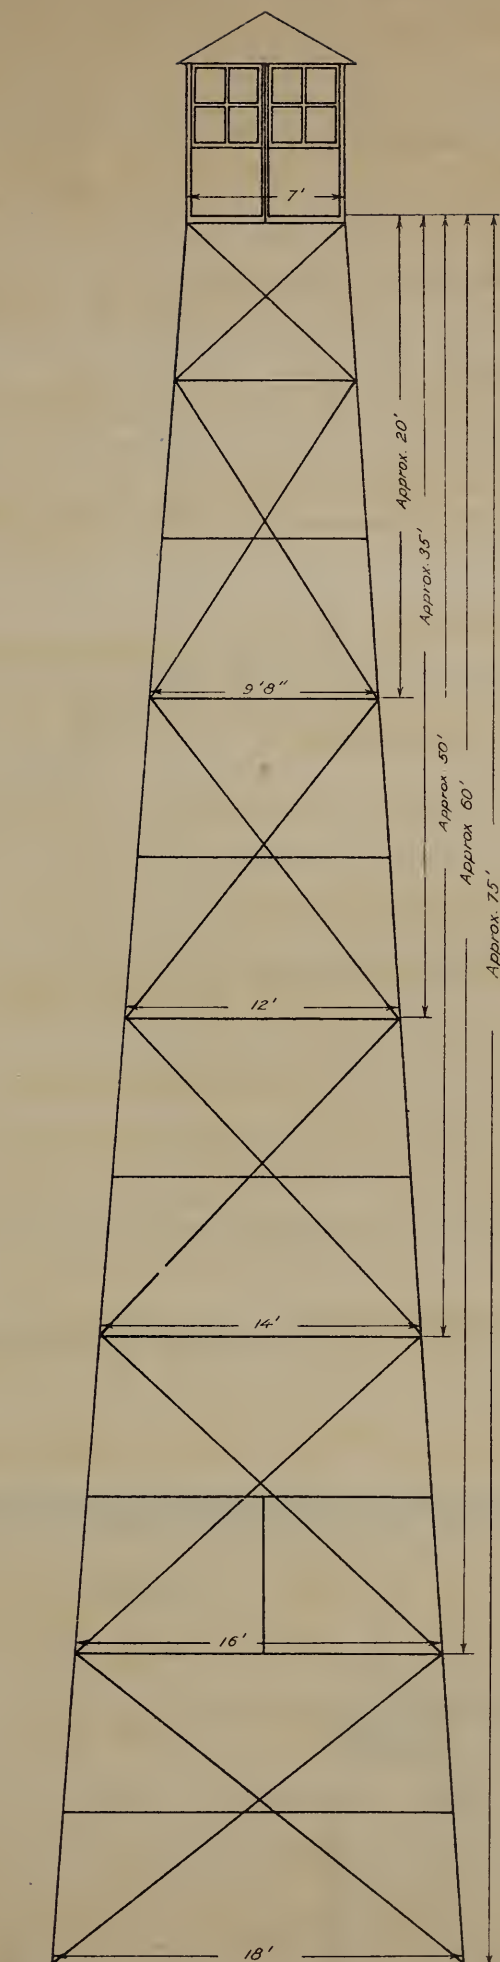 7'
Approx. 20'
Approx. 35'
9'8"
Approx. 50'
Approx 60'
Approx. 75'
12'
14'
16'
18'